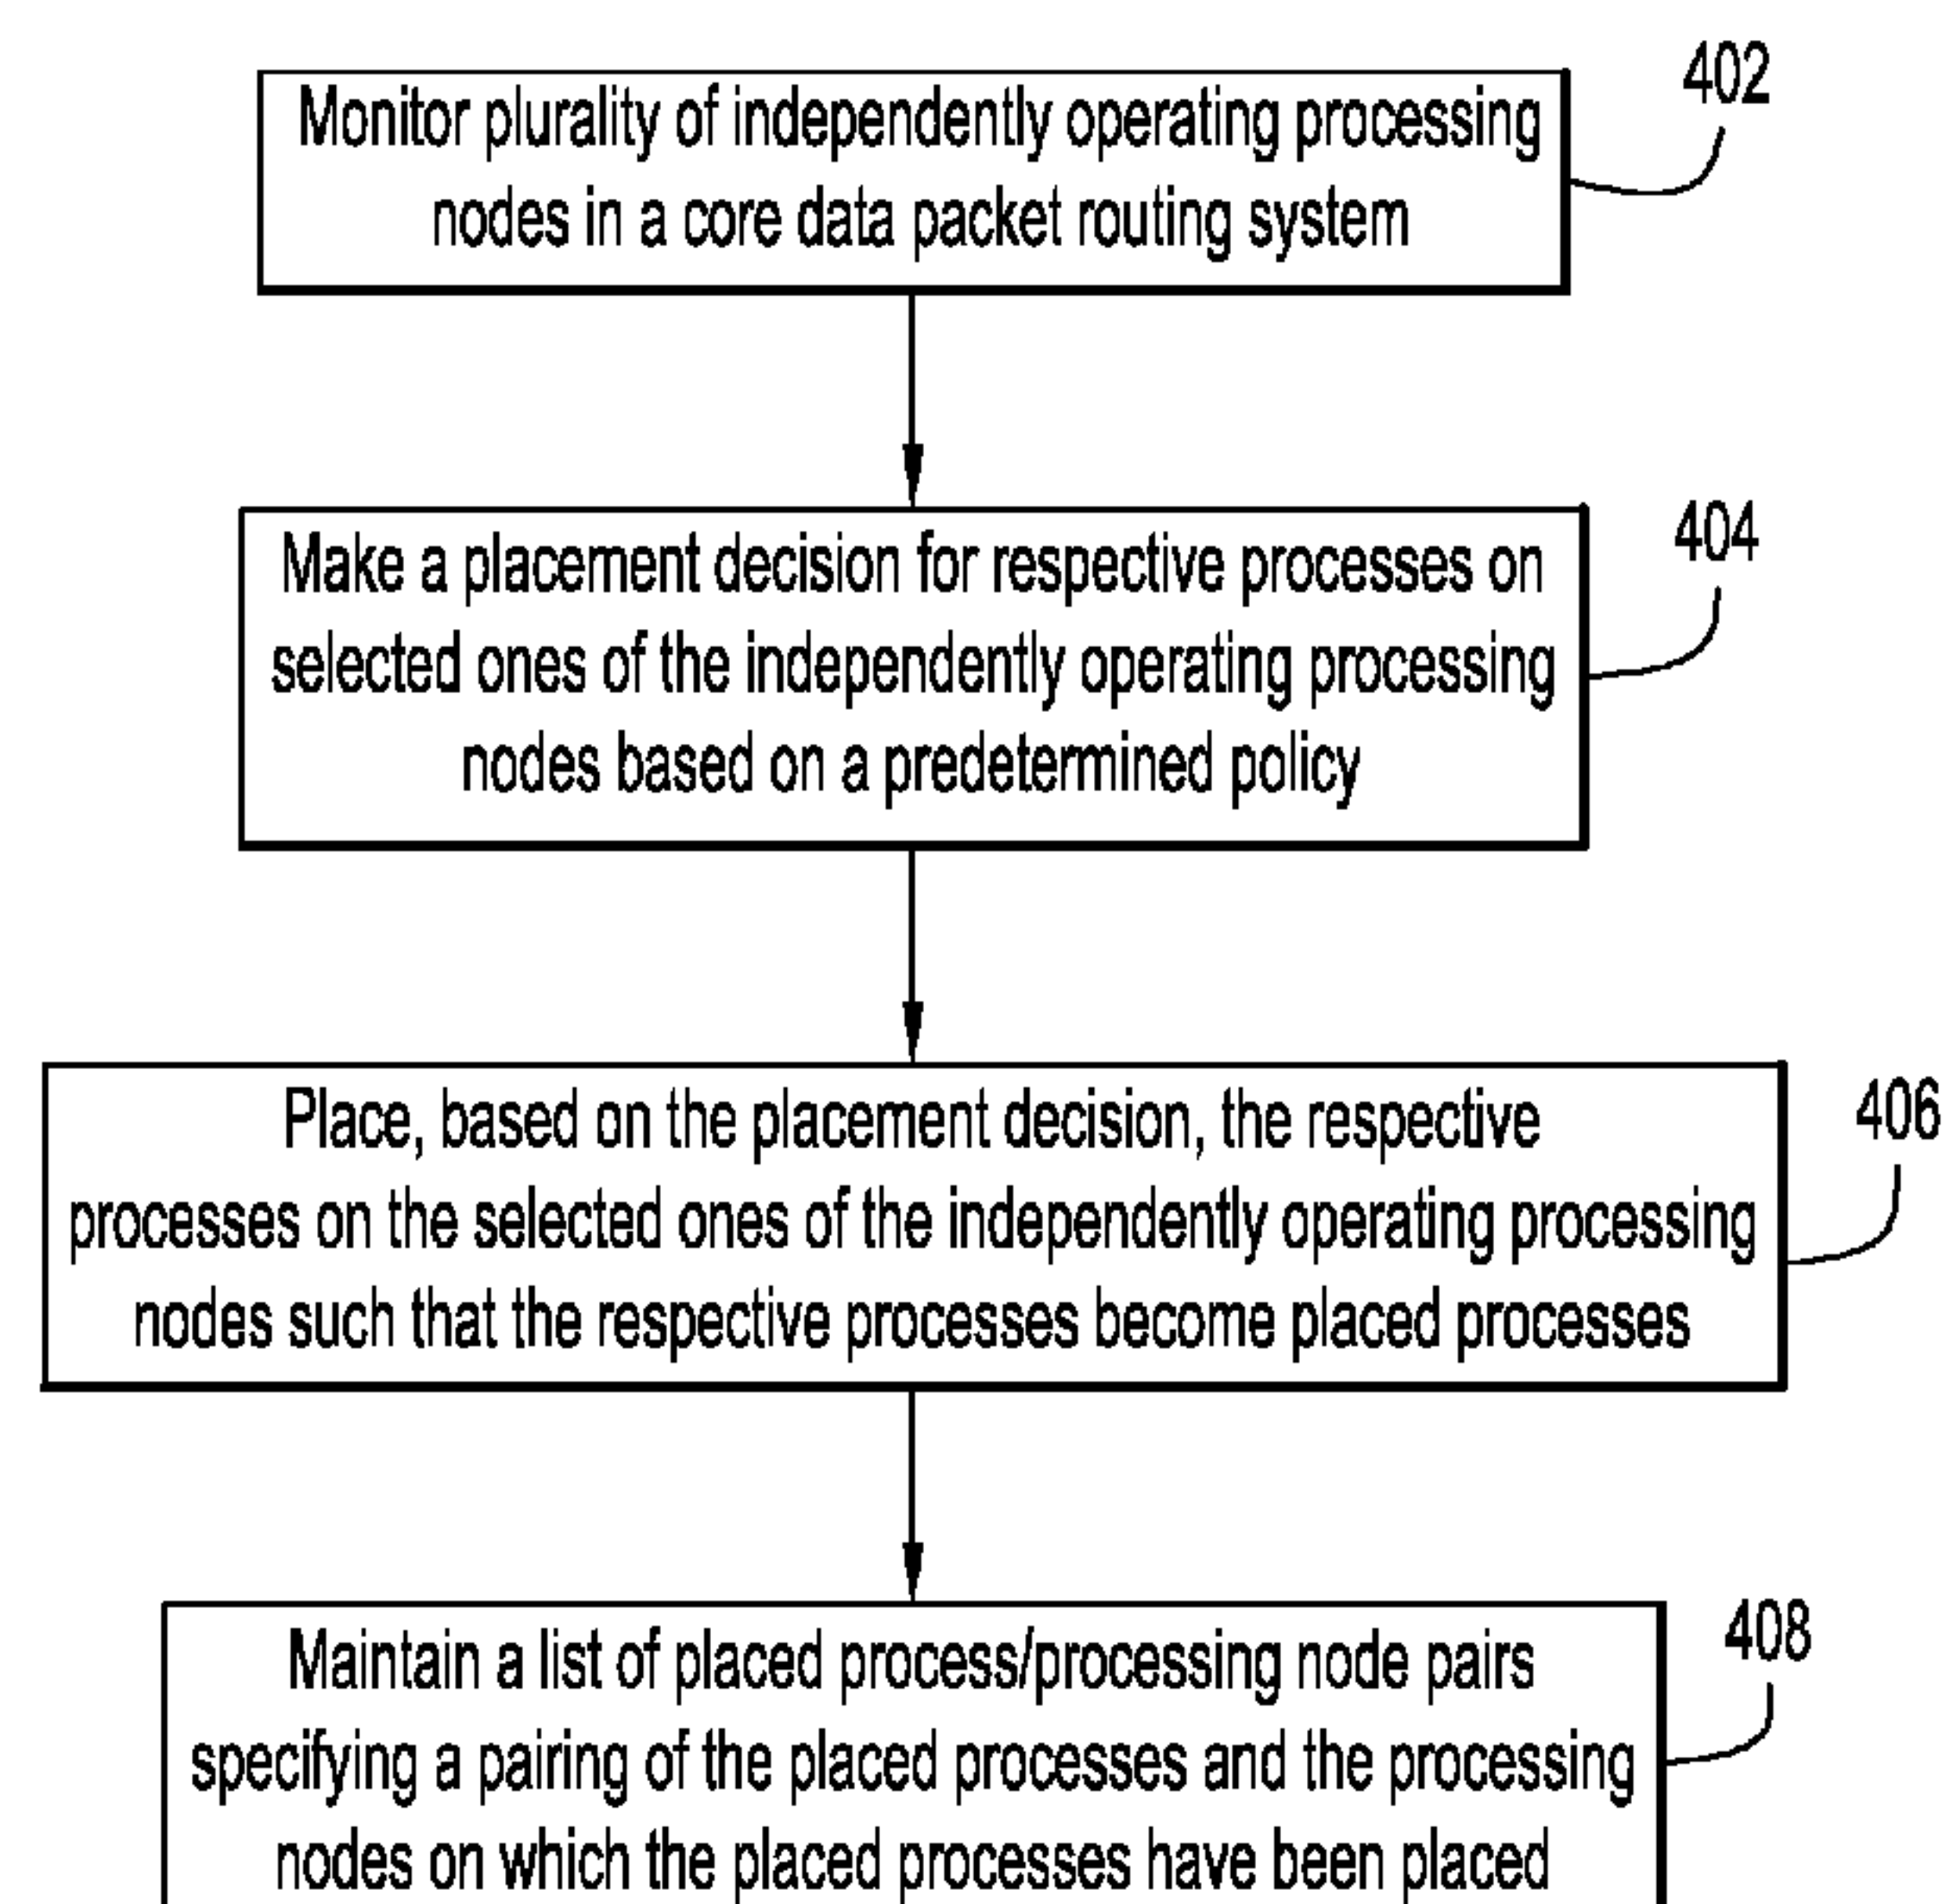 402
Monitor plurality of independently operating processing
nodes in a core data packet routing system
404
Make a placement decision for respective processes on
selected ones of the independently operating processing
nodes based on a predetermined policy
406
Place, based on the placement decision, the respective
processes on the selected ones of the independently operating processing
nodes such that the respective processes become placed processes
408
Maintain a list of placed process/processing node pairs
specifying a pairing of the placed processes and the processing
nodes on which the placed processes have been placed